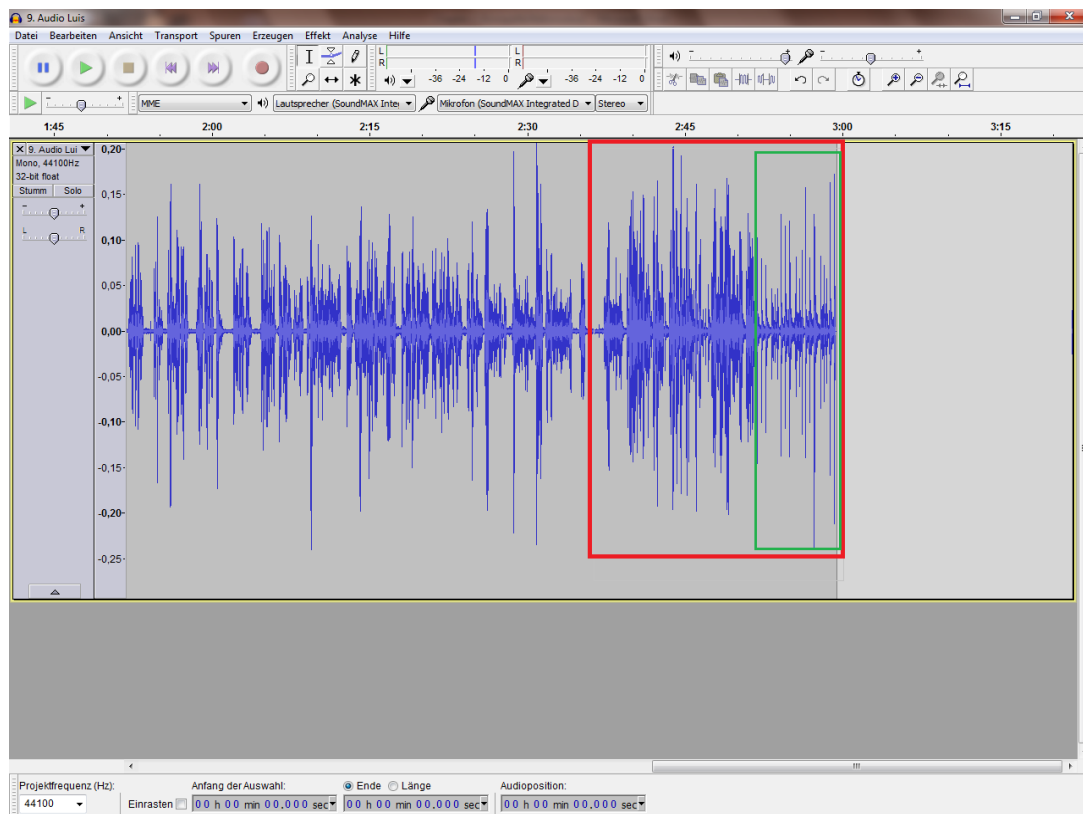 9. Audio Luis
Datei Bearbeiten Ansicht Transport Spuren Erzeugen Effekt Analyse Hilfe
L
R
L
R
-36 -24 -12 0
-36 -24 -12 0
MME
Lautsprecher (SoundMAX Inte
Mikrofon (SoundMAX Integrated D
Stereo
1:45 2:00 2:15 2:30 2:45 3:00 3:15
9. Audio Lui
Mono, 44100Hz
32-bit float
Stumm Solo
- +
L R
0,20
0,15
0,10
0,05
0,00
-0,05
-0,10
-0,15
-0,20
-0,25
Projektfrequenz (Hz): Anfang der Auswahl: Ende Länge Audioposition:
44100 Einrasten 00 h 00 min 00.000 sec 00 h 00 min 00.000 sec 00 h 00 min 00.000 sec